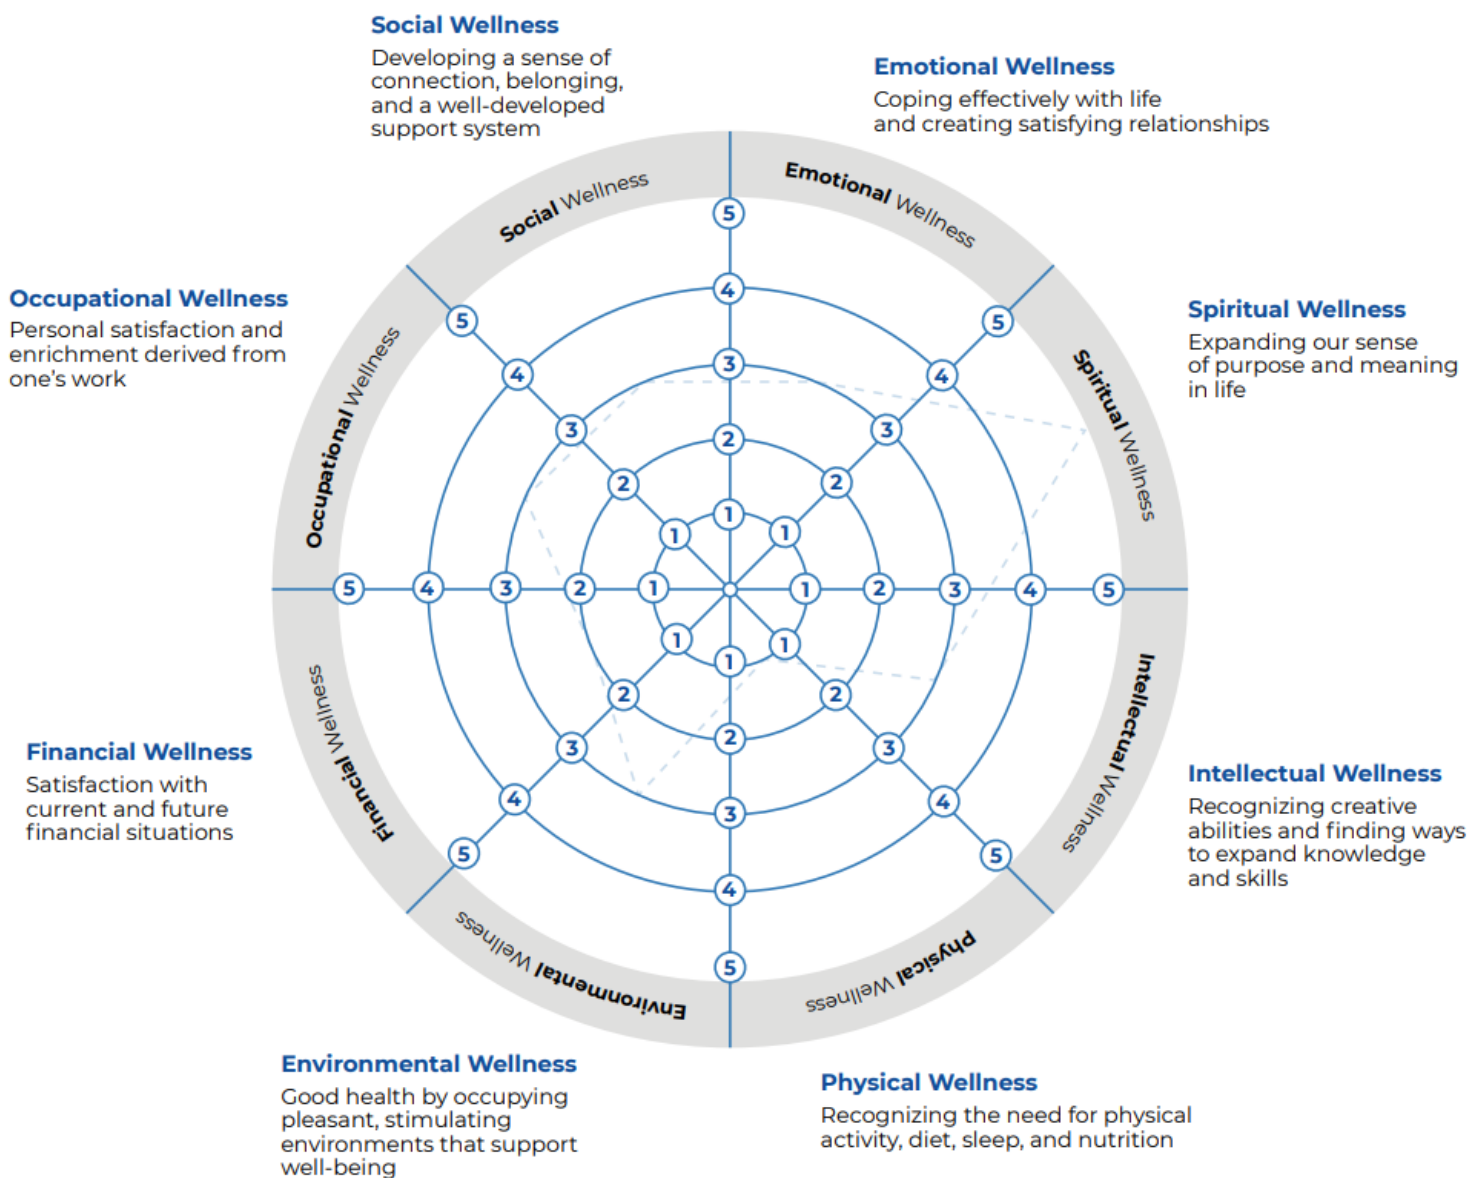 Social Wellness
Developing a sense of
connection, belonging,
and a well-developed
support system
Emotional Wellness
Coping effectively with life
and creating satisfying relationships
Spiritual Wellness
Expanding our sense
of purpose and meaning
in life
Intellectual Wellness
Recognizing creative
abilities and finding ways
to expand knowledge
and skills
Physical Wellness
Recognizing the need for physical
activity, diet, sleep, and nutrition
Environmental Wellness
Good health by occupying
pleasant, stimulating
environments that support
well-being
Financial Wellness
Satisfaction with
current and future
financial situations
Occupational Wellness
Personal satisfaction and
enrichment derived from
one's work
Social Wellness
Emotional Wellness
Spiritual Wellness
Intellectual Wellness
Physical Wellness
Environmental Wellness
Financial Wellness
Occupational Wellness
5
4
3
2
1
5
4
3
2
1
1
2
3
4
5
1
2
3
4
5
1
2
3
4
5
1
2
3
4
5
5
4
3
2
1
5
4
3
2
1